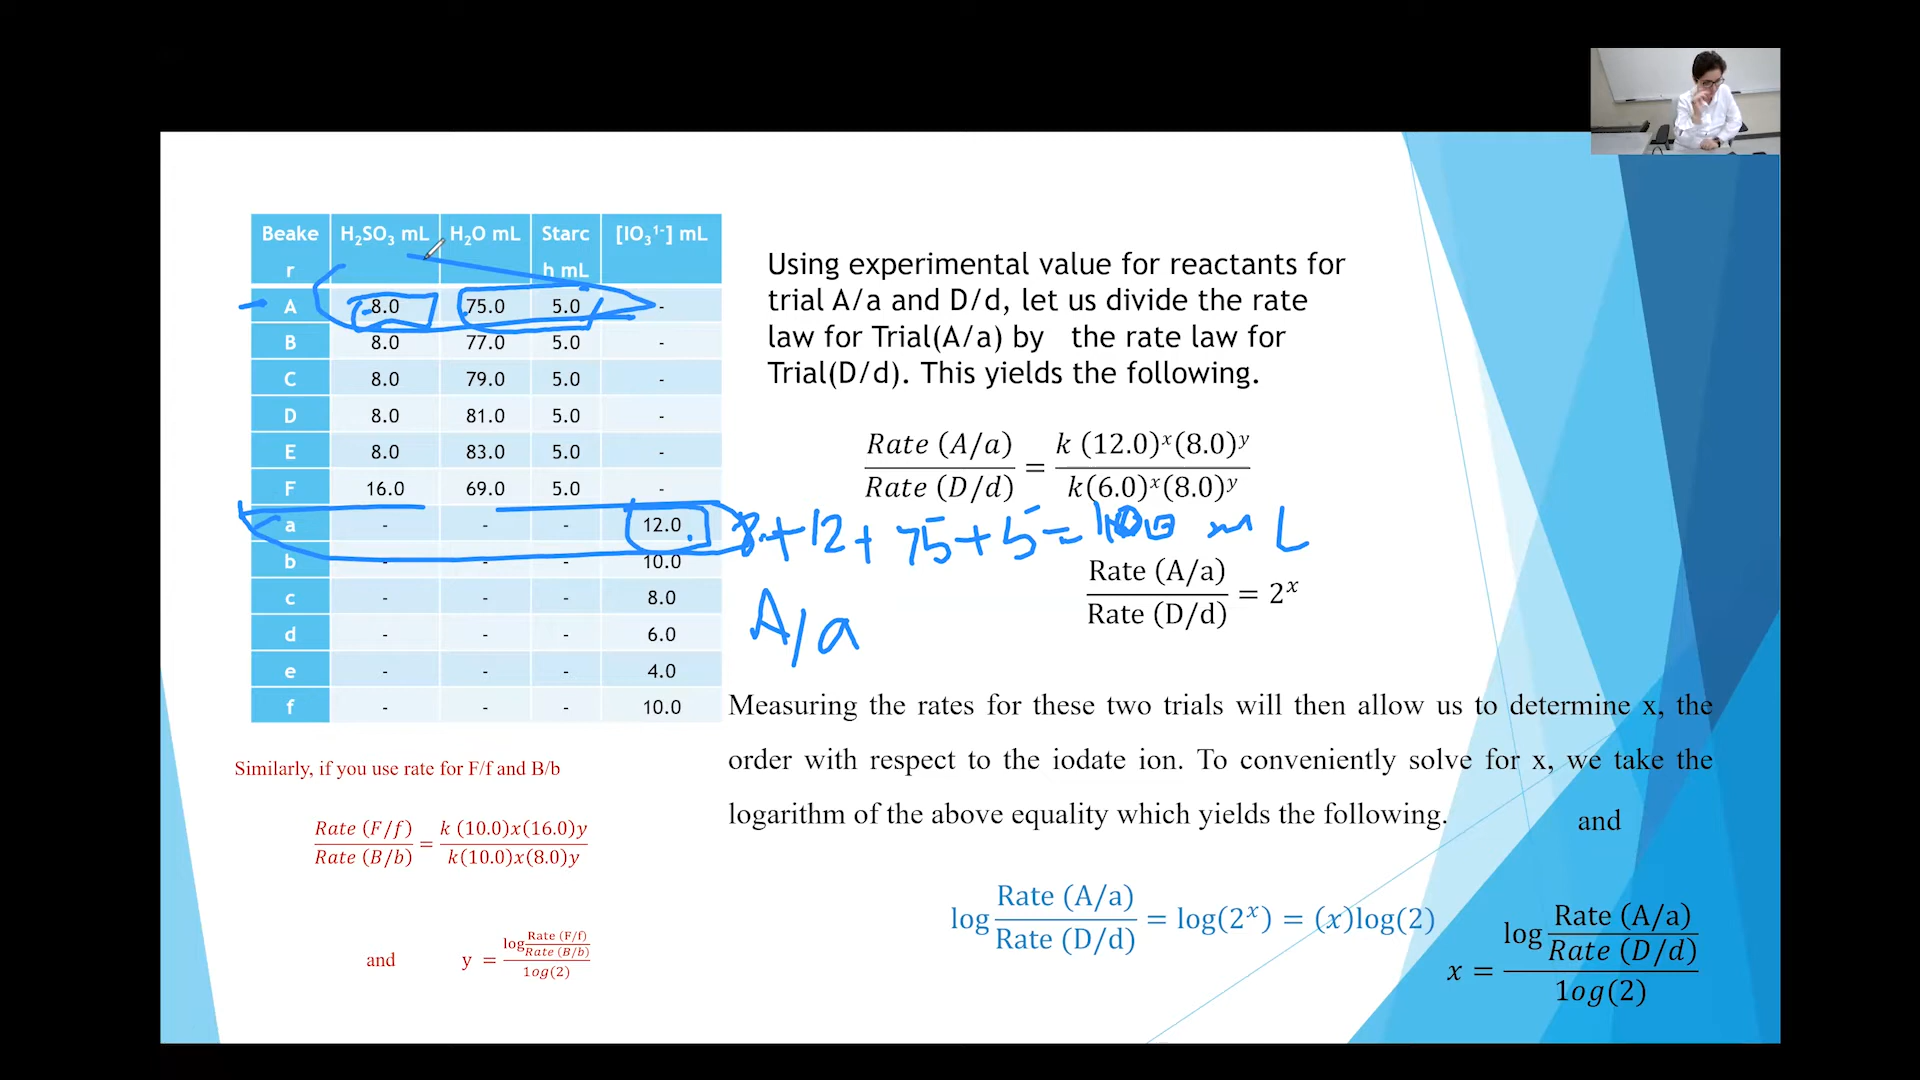 Beake H₂SO₃ mL H₂O mL Starc [IO₃¹⁻] mL
r h mL
A 8.0 75.0 5.0 -
B 8.0 77.0 5.0 -
C 8.0 79.0 5.0 -
D 8.0 81.0 5.0 -
E 8.0 83.0 5.0 -
F 16.0 69.0 5.0 -
a - - - 12.0
b - - - 10.0
c - - - 8.0
d - - - 6.0
e - - - 4.0
f - - - 10.0
Similarly, if you use rate for F/f and B/b
Rate (F/f) / Rate (B/b) = k (10.0)x(16.0)y / k(10.0)x(8.0)y
and y = log Rate (F/f) / Rate (B/b) / log(2)
Using experimental value for reactants for
trial A/a and D/d, let us divide the rate
law for Trial(A/a) by the rate law for
Trial(D/d). This yields the following.
Rate (A/a) / Rate (D/d) = k (12.0)ˣ(8.0)ʸ / k(6.0)ˣ(8.0)ʸ
8+12+75+5=100 mL
Rate (A/a) / Rate (D/d) = 2ˣ
A/a
Measuring the rates for these two trials will then allow us to determine x, the
order with respect to the iodate ion. To conveniently solve for x, we take the
logarithm of the above equality which yields the following.
and
log Rate (A/a) / Rate (D/d) = log(2ˣ) = (x)log(2)
x = log Rate (A/a) / Rate (D/d) / log(2)